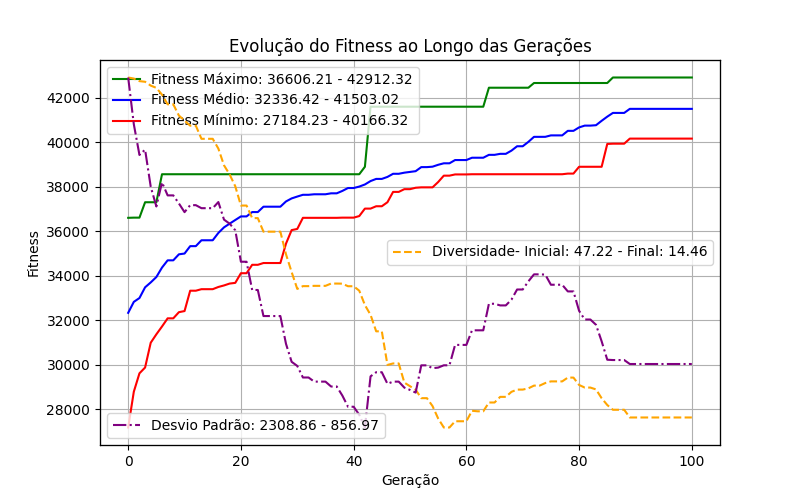 Evolução do Fitness ao Longo das Gerações
Fitness Máximo: 36606.21 - 42912.32
Fitness Médio: 32336.42 - 41503.02
Fitness Mínimo: 27184.23 - 40166.32
Diversidade- Inicial: 47.22 - Final: 14.46
Desvio Padrão: 2308.86 - 856.97
Fitness
42000
40000
38000
36000
34000
32000
30000
28000
0 20 40 60 80 100
Geração